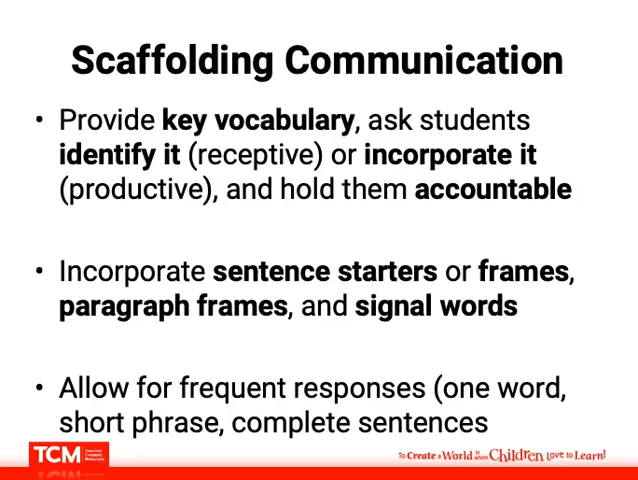 Scaffolding Communication
• Provide key vocabulary, ask students
identify it (receptive) or incorporate it
(productive), and hold them accountable
• Incorporate sentence starters or frames,
paragraph frames, and signal words
• Allow for frequent responses (one word,
short phrase, complete sentences
TCM Teacher
Created
Materials
To Create a World in which Children Love to Learn!